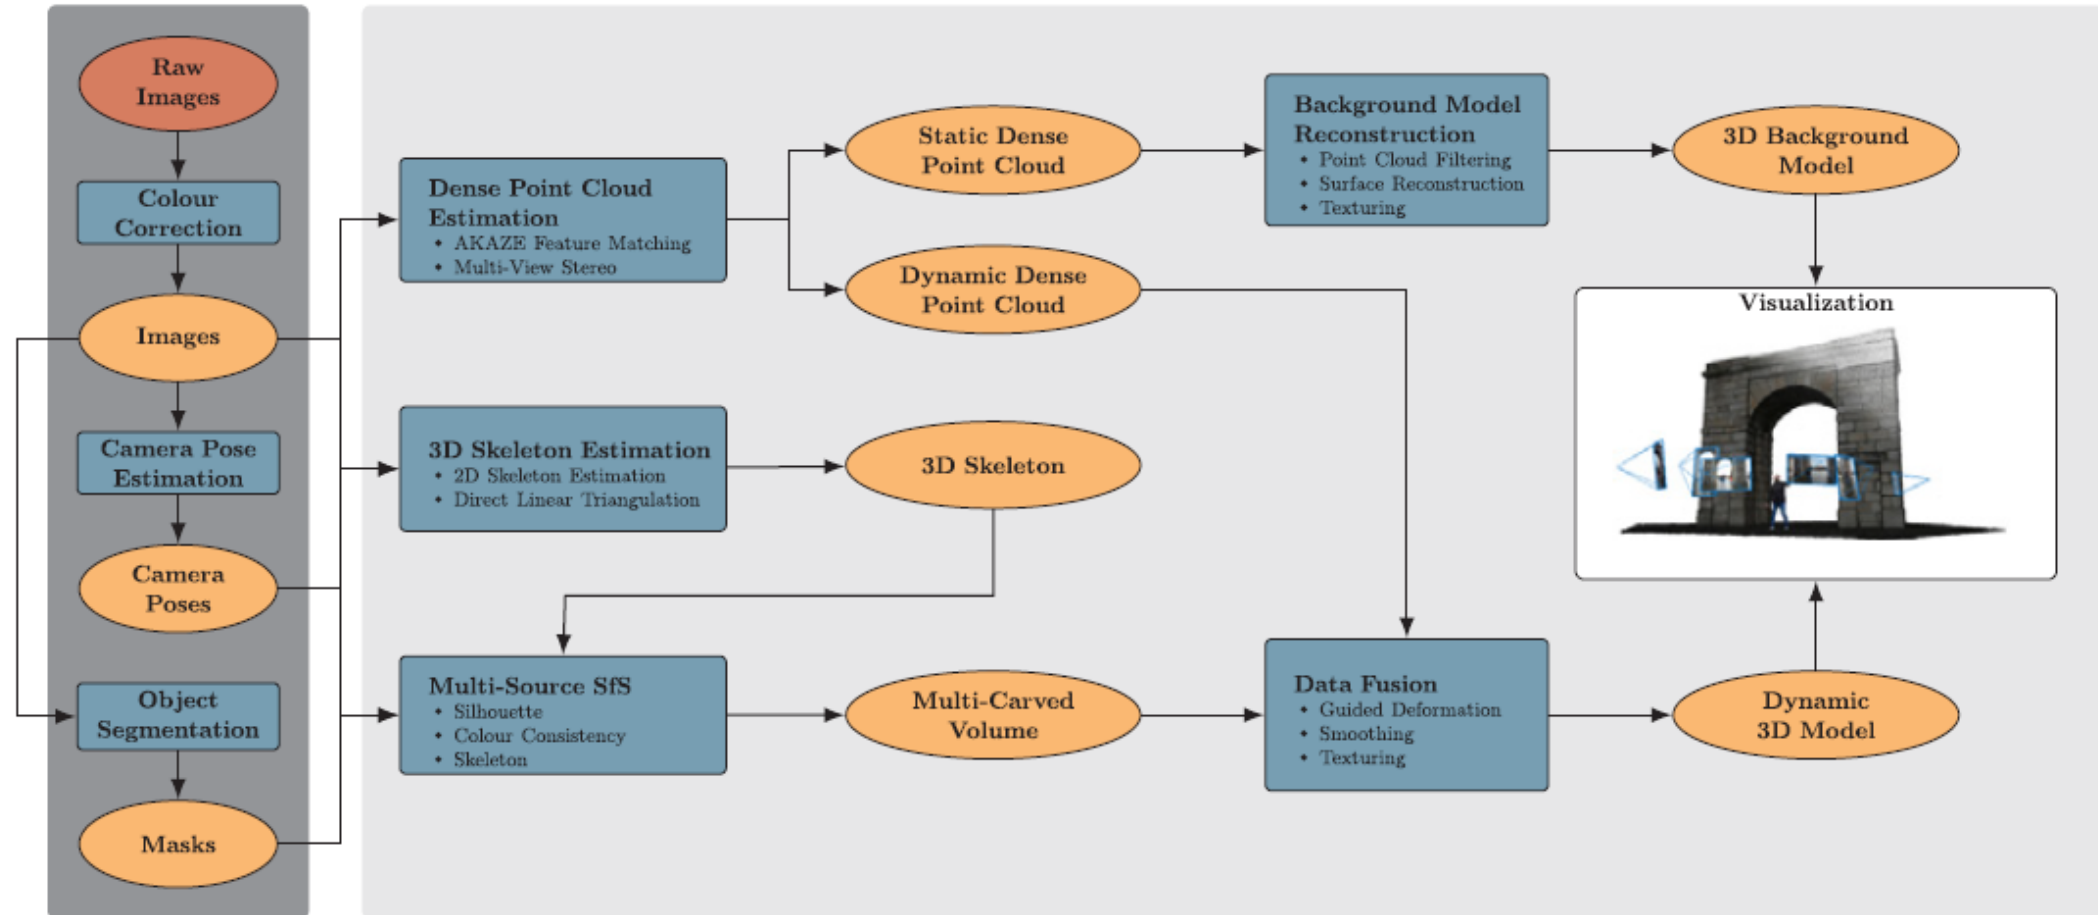 Raw
Images
Colour
Correction
Images
Camera Pose
Estimation
Camera
Poses
Object
Segmentation
Masks
Dense Point Cloud
Estimation
• AKAZE Feature Matching
• Multi-View Stereo
3D Skeleton Estimation
• 2D Skeleton Estimation
• Direct Linear Triangulation
Multi-Source SfS
• Silhouette
• Colour Consistency
• Skeleton
Static Dense
Point Cloud
Dynamic Dense
Point Cloud
3D Skeleton
Multi-Carved
Volume
Background Model
Reconstruction
• Point Cloud Filtering
• Surface Reconstruction
• Texturing
Data Fusion
• Guided Deformation
• Smoothing
• Texturing
3D Background
Model
Visualization
Dynamic
3D Model